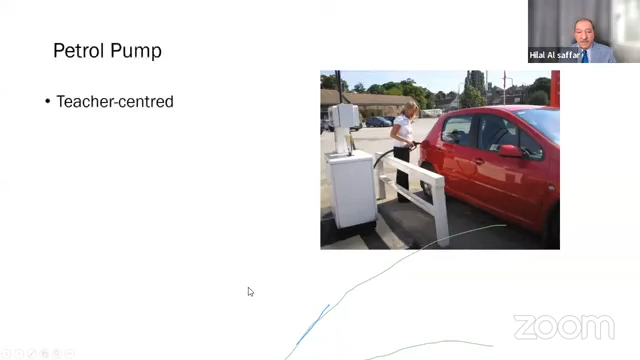 Petrol Pump
• Teacher-centred
Hilal Al saffar
zoom